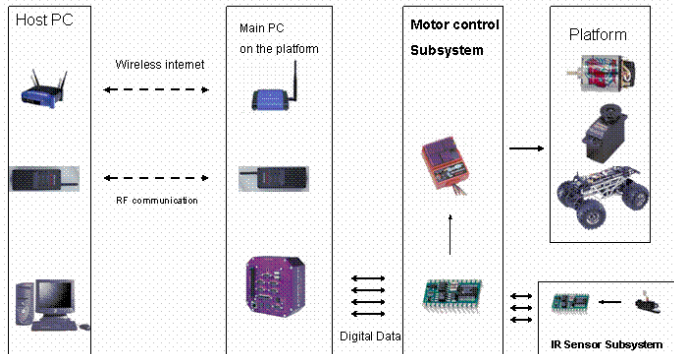 Host PC
Main PC
on the platform
Motor control
Subsystem
Platform
Wireless internet
RF communication
Digital Data
IR Sensor Subsystem